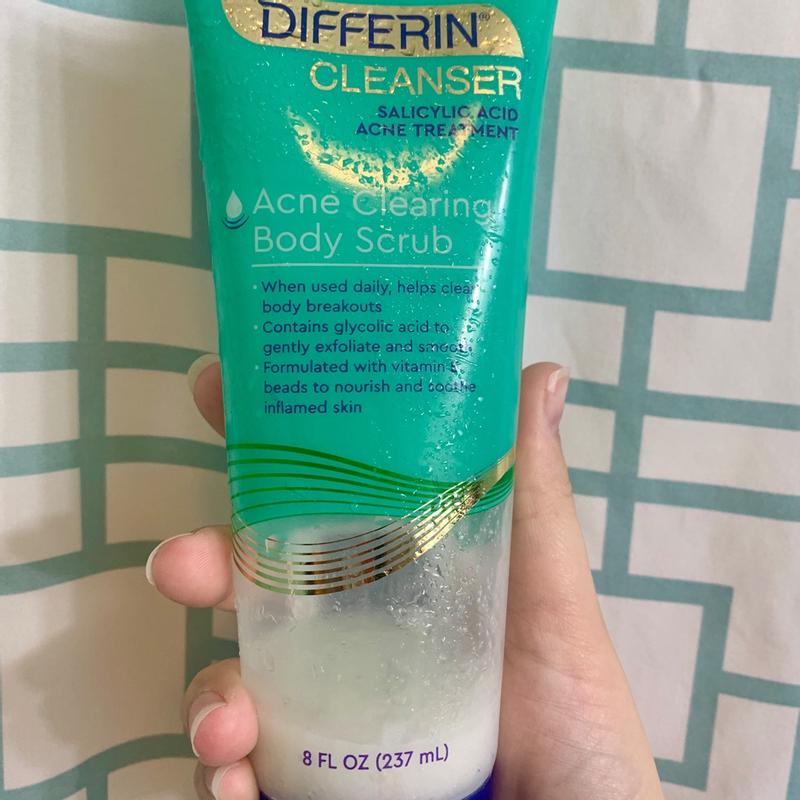 DIFFERIN®
CLEANSER
SALICYLIC ACID
ACNE TREATMENT
Acne Clearing
Body Scrub
• When used daily, helps clear
body breakouts
• Contains glycolic acid to
gently exfoliate and smooth
• Formulated with vitamin E
beads to nourish and soothe
inflamed skin
8 FL OZ (237 mL)